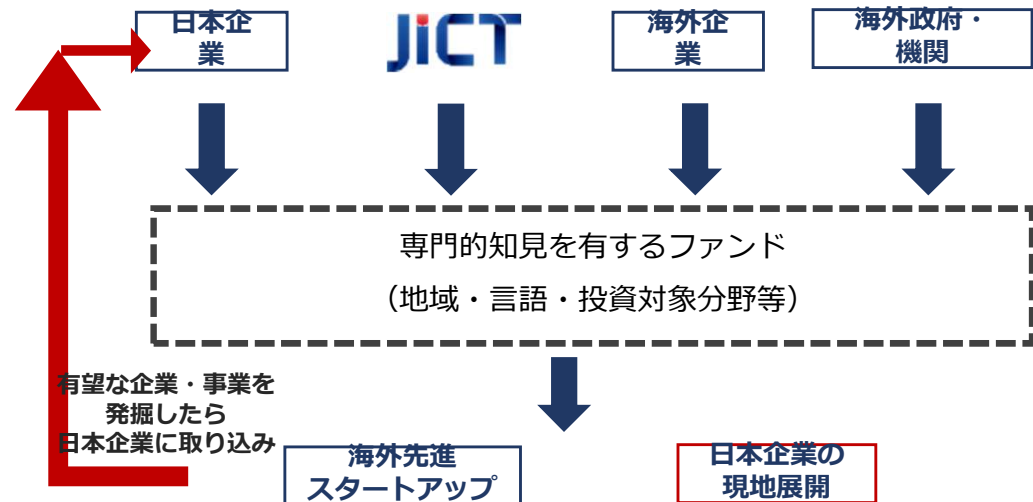 日本企
業
JiCT
海外企
業
海外政府・
機関
専門的知見を有するファンド
（地域・言語・投資対象分野等）
有望な企業・事業を
発掘したら
日本企業に取り込み
海外先進
スタートアップ
日本企業の
現地展開